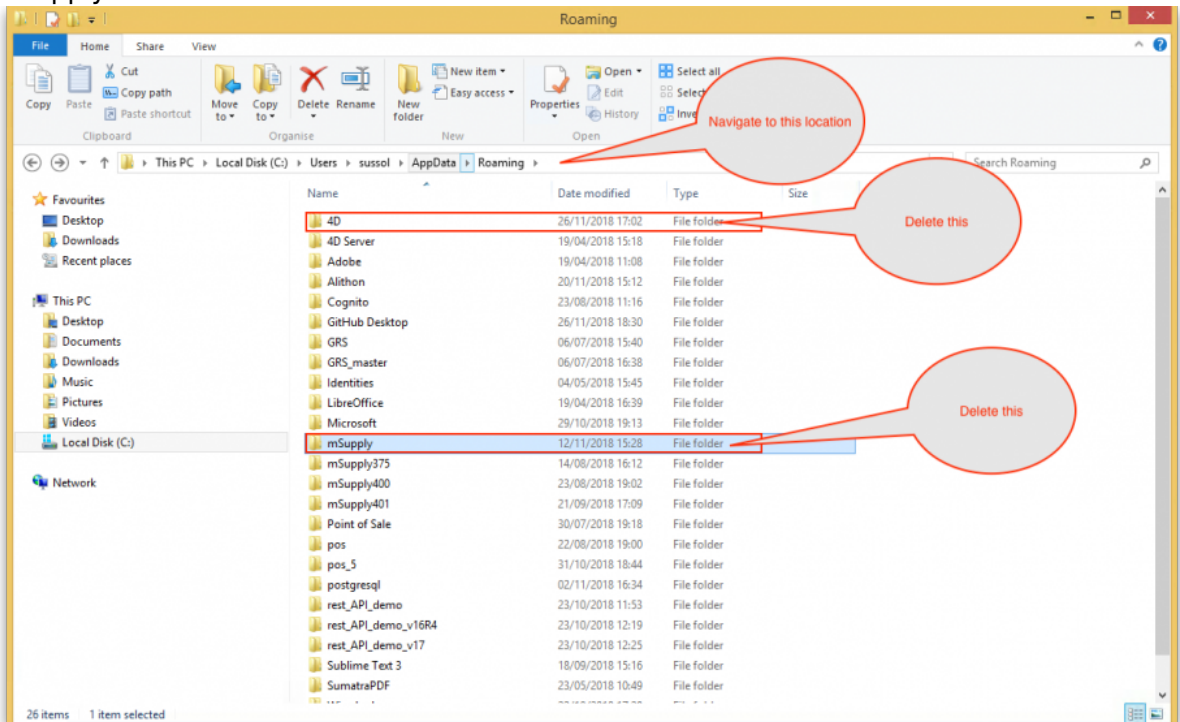 Roaming
File Home Share View
Copy Paste Cut Copy path Paste shortcut Move to Copy to Delete Rename New folder New item Easy access Properties Open Edit History Select all
Clipboard Organise New Open
Navigate to this location
This PC Local Disk (C:) Users sussol AppData Roaming Search Roaming
Name Date modified Type Size
Favourites
Desktop
Downloads
Recent places
This PC
Desktop
Documents
Downloads
Music
Pictures
Videos
Local Disk (C:)
Network
4D 26/11/2018 17:02 File folder
4D Server 19/04/2018 15:18 File folder
Adobe 19/04/2018 11:08 File folder
Alithon 20/11/2018 15:12 File folder
Cognito 23/08/2018 11:16 File folder
GitHub Desktop 26/11/2018 18:30 File folder
GRS 06/07/2018 15:40 File folder
GRS_master 06/07/2018 16:38 File folder
Identities 04/05/2018 15:45 File folder
LibreOffice 19/04/2018 16:39 File folder
Microsoft 29/10/2018 19:13 File folder
mSupply 12/11/2018 15:28 File folder
mSupply375 14/08/2018 16:12 File folder
mSupply400 23/08/2018 19:02 File folder
mSupply401 21/09/2018 17:09 File folder
Point of Sale 30/07/2018 19:18 File folder
pos 22/08/2018 19:00 File folder
pos_5 31/10/2018 18:44 File folder
postgresql 02/11/2018 16:34 File folder
rest_API_demo 23/10/2018 11:53 File folder
rest_API_demo_v16R4 23/10/2018 12:19 File folder
rest_API_demo_v17 23/10/2018 12:25 File folder
Sublime Text 3 18/09/2018 15:16 File folder
SumatraPDF 23/05/2018 10:49 File folder
Delete this
Delete this
26 items 1 item selected